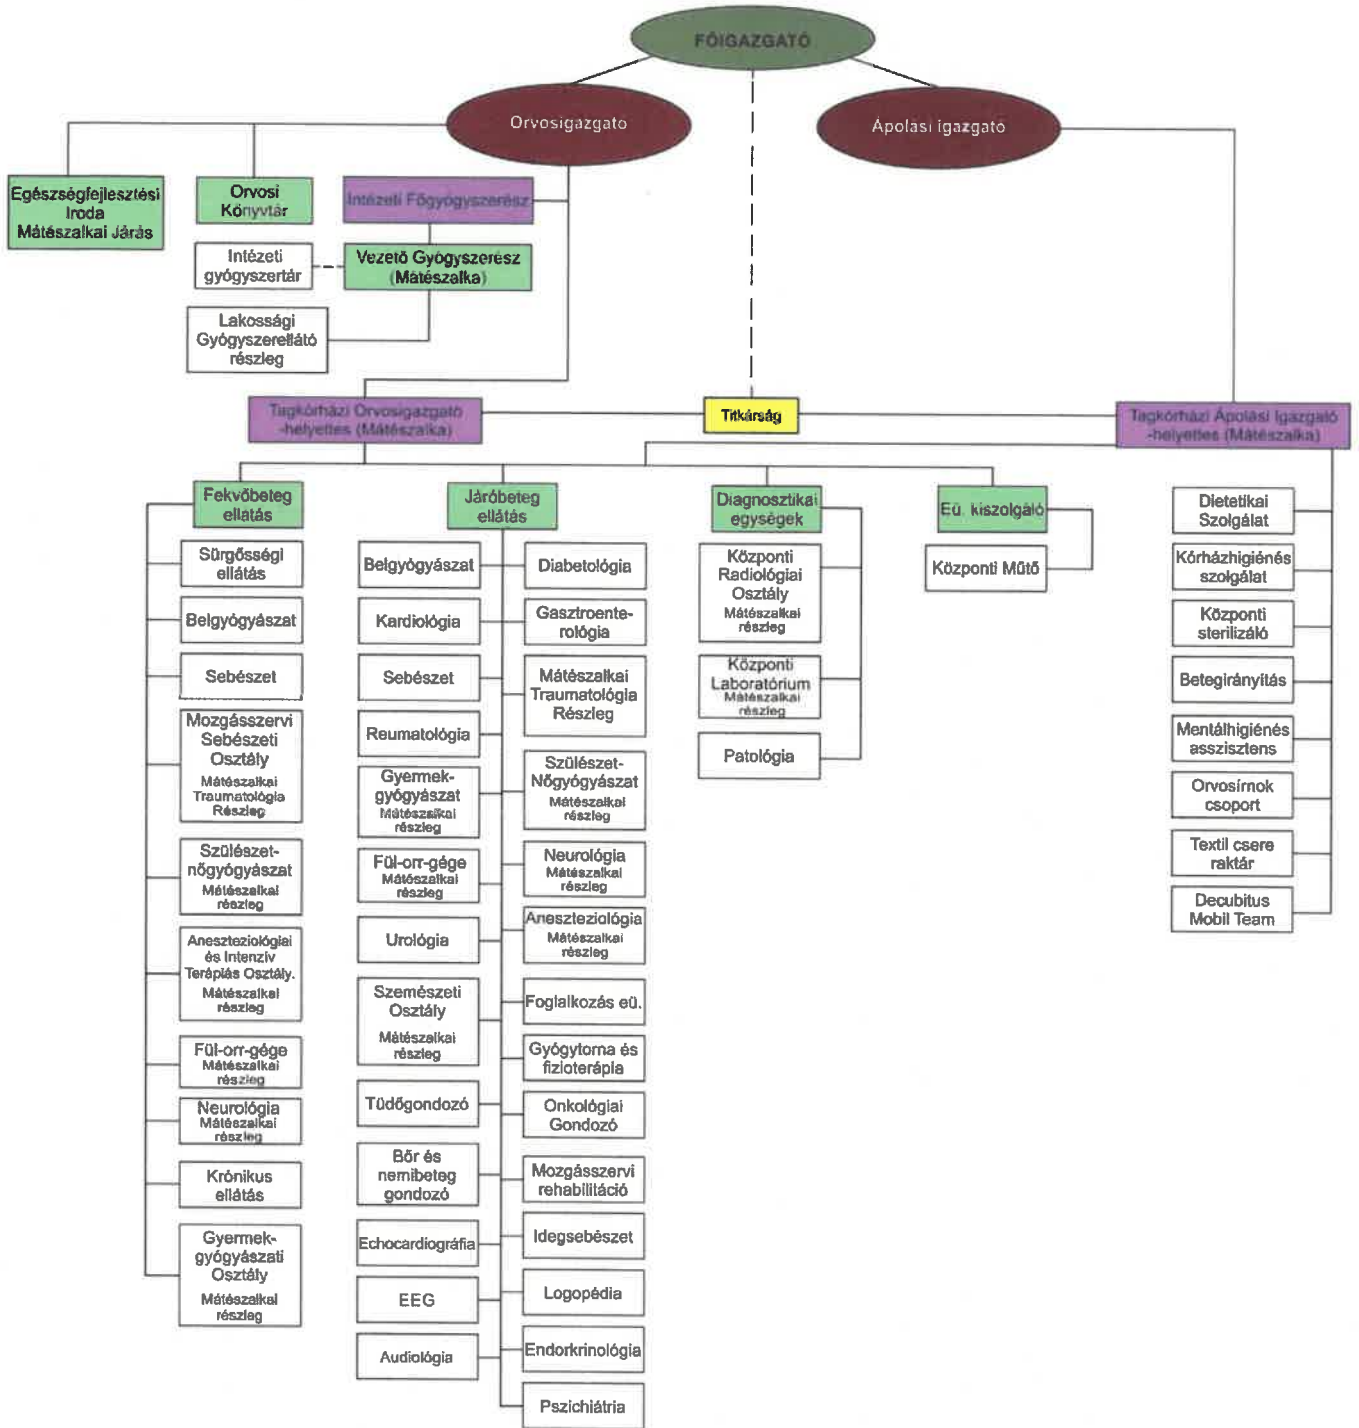 FŐIGAZGATÓ
Orvosigazgató
Ápolási igazgató
Egészségfejlesztési
Iroda
Mátészalkai Járás
Orvosi
Könyvtár
Intézeti Főgyógyszerész
Intézeti
gyógyszertár
Vezető Gyógyszerész
(Mátészalka)
Lakossági
Gyógyszerellátó
részleg
Tagkórházi Orvosigazgató
-helyettes (Mátészalka)
Titkárság
Tagkórházi Ápolási Igazgató
-helyettes (Mátészalka)
Fekvőbeteg
ellátás
Sürgősségi
ellátás
Belgyógyászat
Sebészet
Mozgásszervi
Sebészeti
Osztály
Mátészalkai
Traumatológia
Részleg
Szülészet-
nőgyógyászat
Mátészalkai
részleg
Aneszteziológiai
és Intenzív
Terápiás Osztály.
Mátészalkai
részleg
Fül-orr-gége
Mátészalkai
részleg
Neurológia
Mátészalkai
részleg
Krónikus
ellátás
Gyermek-
gyógyászati
Osztály
Mátészalkai
részleg
Járóbeteg
ellátás
Belgyógyászat
Kardiológia
Sebészet
Reumatológia
Gyermek-
gyógyászat
Mátészalkai
részleg
Fül-orr-gége
Mátészalkai
részleg
Urológia
Szemészeti
Osztály
Mátészalkai
részleg
Tüdőgondozó
Bőr és
nemibeteg
gondozó
Echocardiográfia
EEG
Audiológia
Diabetológia
Gasztroente-
rológia
Mátészalkai
Traumatológia
Részleg
Szülészet-
Nőgyógyászat
Mátészalkai
részleg
Neurológia
Mátészalkai
részleg
Aneszteziológia
Mátészalkai
részleg
Foglalkozás eü.
Gyógytorna és
fizioterápia
Onkológiai
Gondozó
Mozgásszervi
rehabilitáció
Idegsebészet
Logopédia
Endorkrinológia
Pszichiátria
Diagnosztikai
egységek
Központi
Radiológiai
Osztály
Mátészalkai
részleg
Központi
Laboratórium
Mátészalkai
részleg
Patológia
Eü. kiszolgáló
Központi Műtő
Dietetikai
Szolgálat
Kórházhigiénés
szolgálat
Központi
sterilizáló
Betegirányítás
Mentálhigiénés
asszisztens
Orvosírnok
csoport
Textil csere
raktár
Decubitus
Mobil Team